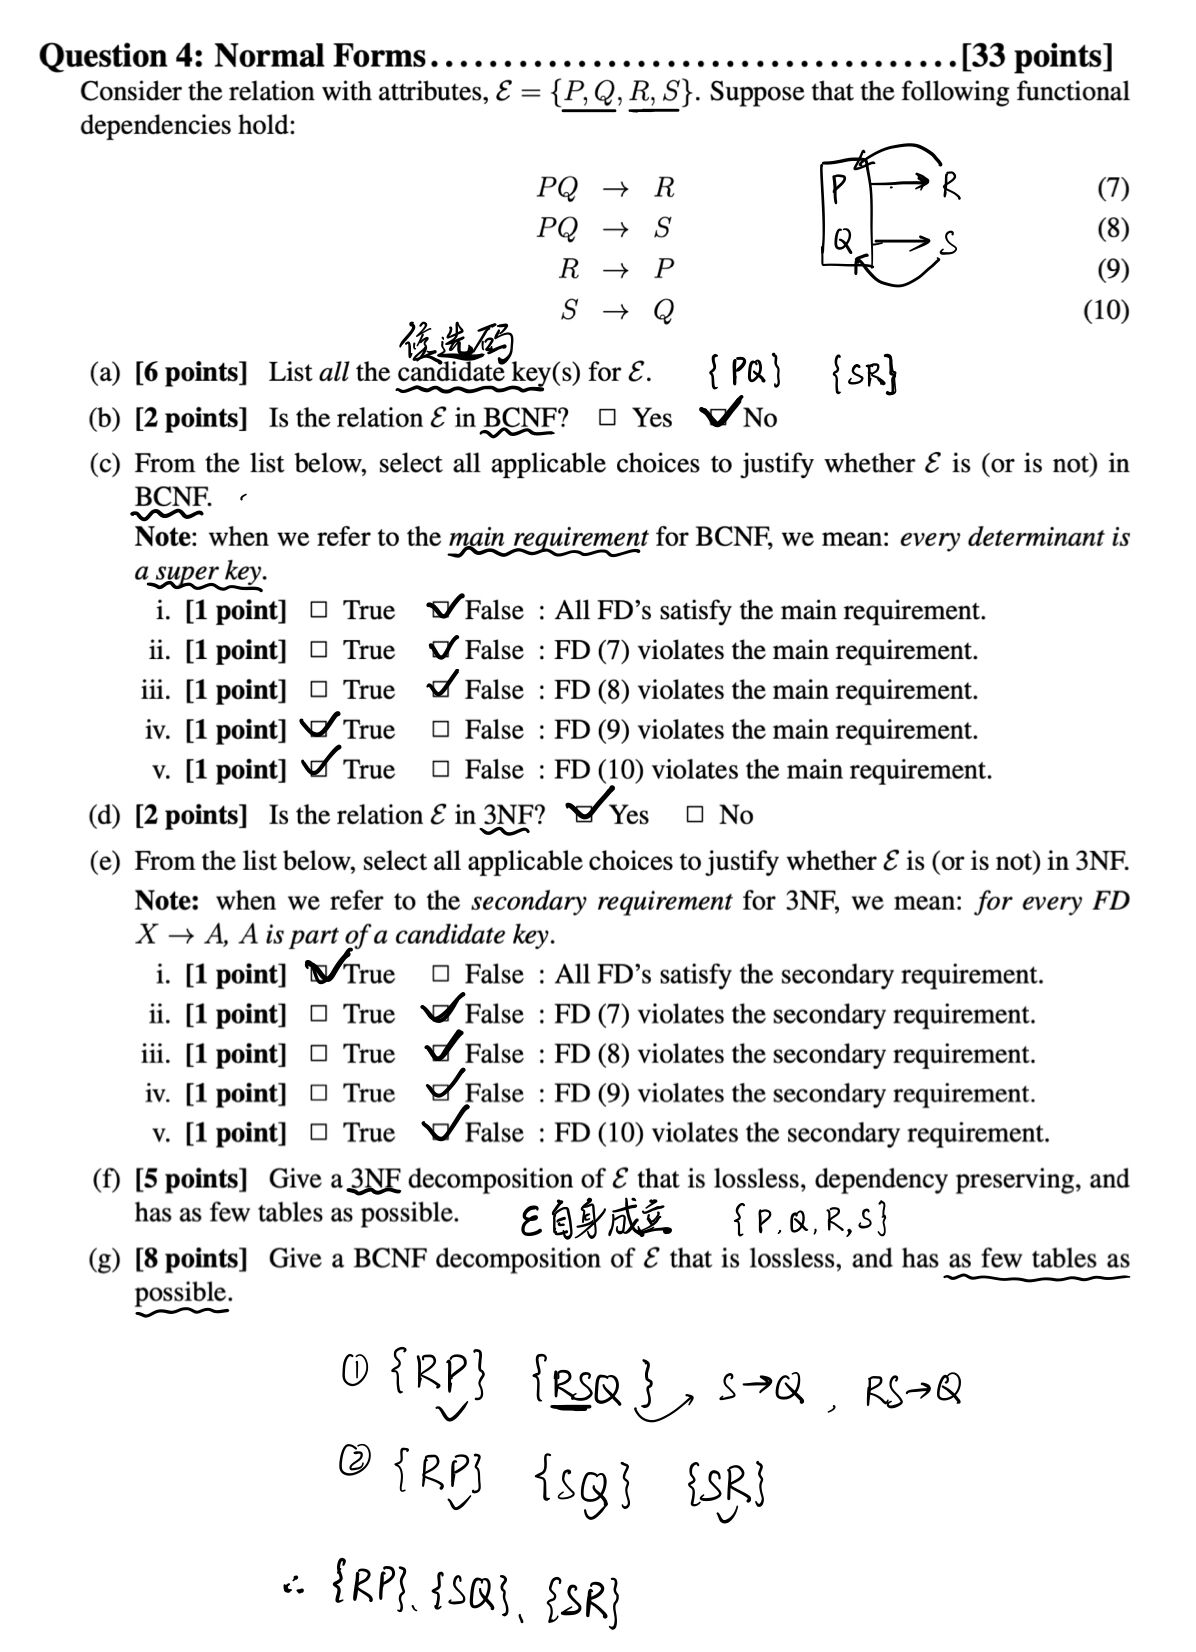 Question 4: Normal Forms.....................................[33 points]
Consider the relation with attributes, ℰ = {P, Q, R, S}. Suppose that the following functional
dependencies hold:
PQ → R (7)
PQ → S (8)
R → P (9)
S → Q (10)
P R
Q S
候选码
(a) [6 points] List all the candidate key(s) for ℰ. {PQ} {SR}
(b) [2 points] Is the relation ℰ in BCNF? □ Yes ☑ No
(c) From the list below, select all applicable choices to justify whether ℰ is (or is not) in
BCNF.
Note: when we refer to the main requirement for BCNF, we mean: every determinant is
a super key.
i. [1 point] □ True ☑ False : All FD's satisfy the main requirement.
ii. [1 point] □ True ☑ False : FD (7) violates the main requirement.
iii. [1 point] □ True ☑ False : FD (8) violates the main requirement.
iv. [1 point] ☑ True □ False : FD (9) violates the main requirement.
v. [1 point] ☑ True □ False : FD (10) violates the main requirement.
(d) [2 points] Is the relation ℰ in 3NF? ☑ Yes □ No
(e) From the list below, select all applicable choices to justify whether ℰ is (or is not) in 3NF.
Note: when we refer to the secondary requirement for 3NF, we mean: for every FD
X → A, A is part of a candidate key.
i. [1 point] ☑ True □ False : All FD's satisfy the secondary requirement.
ii. [1 point] □ True ☑ False : FD (7) violates the secondary requirement.
iii. [1 point] □ True ☑ False : FD (8) violates the secondary requirement.
iv. [1 point] □ True ☑ False : FD (9) violates the secondary requirement.
v. [1 point] □ True ☑ False : FD (10) violates the secondary requirement.
(f) [5 points] Give a 3NF decomposition of ℰ that is lossless, dependency preserving, and
has as few tables as possible. ℰ自身成立 {P.Q,R,S}
(g) [8 points] Give a BCNF decomposition of ℰ that is lossless, and has as few tables as
possible.
① {RP} {RSQ} S→Q , RS→Q
② {RP} {SQ} {SR}
∴ {RP}、{SQ}、{SR}